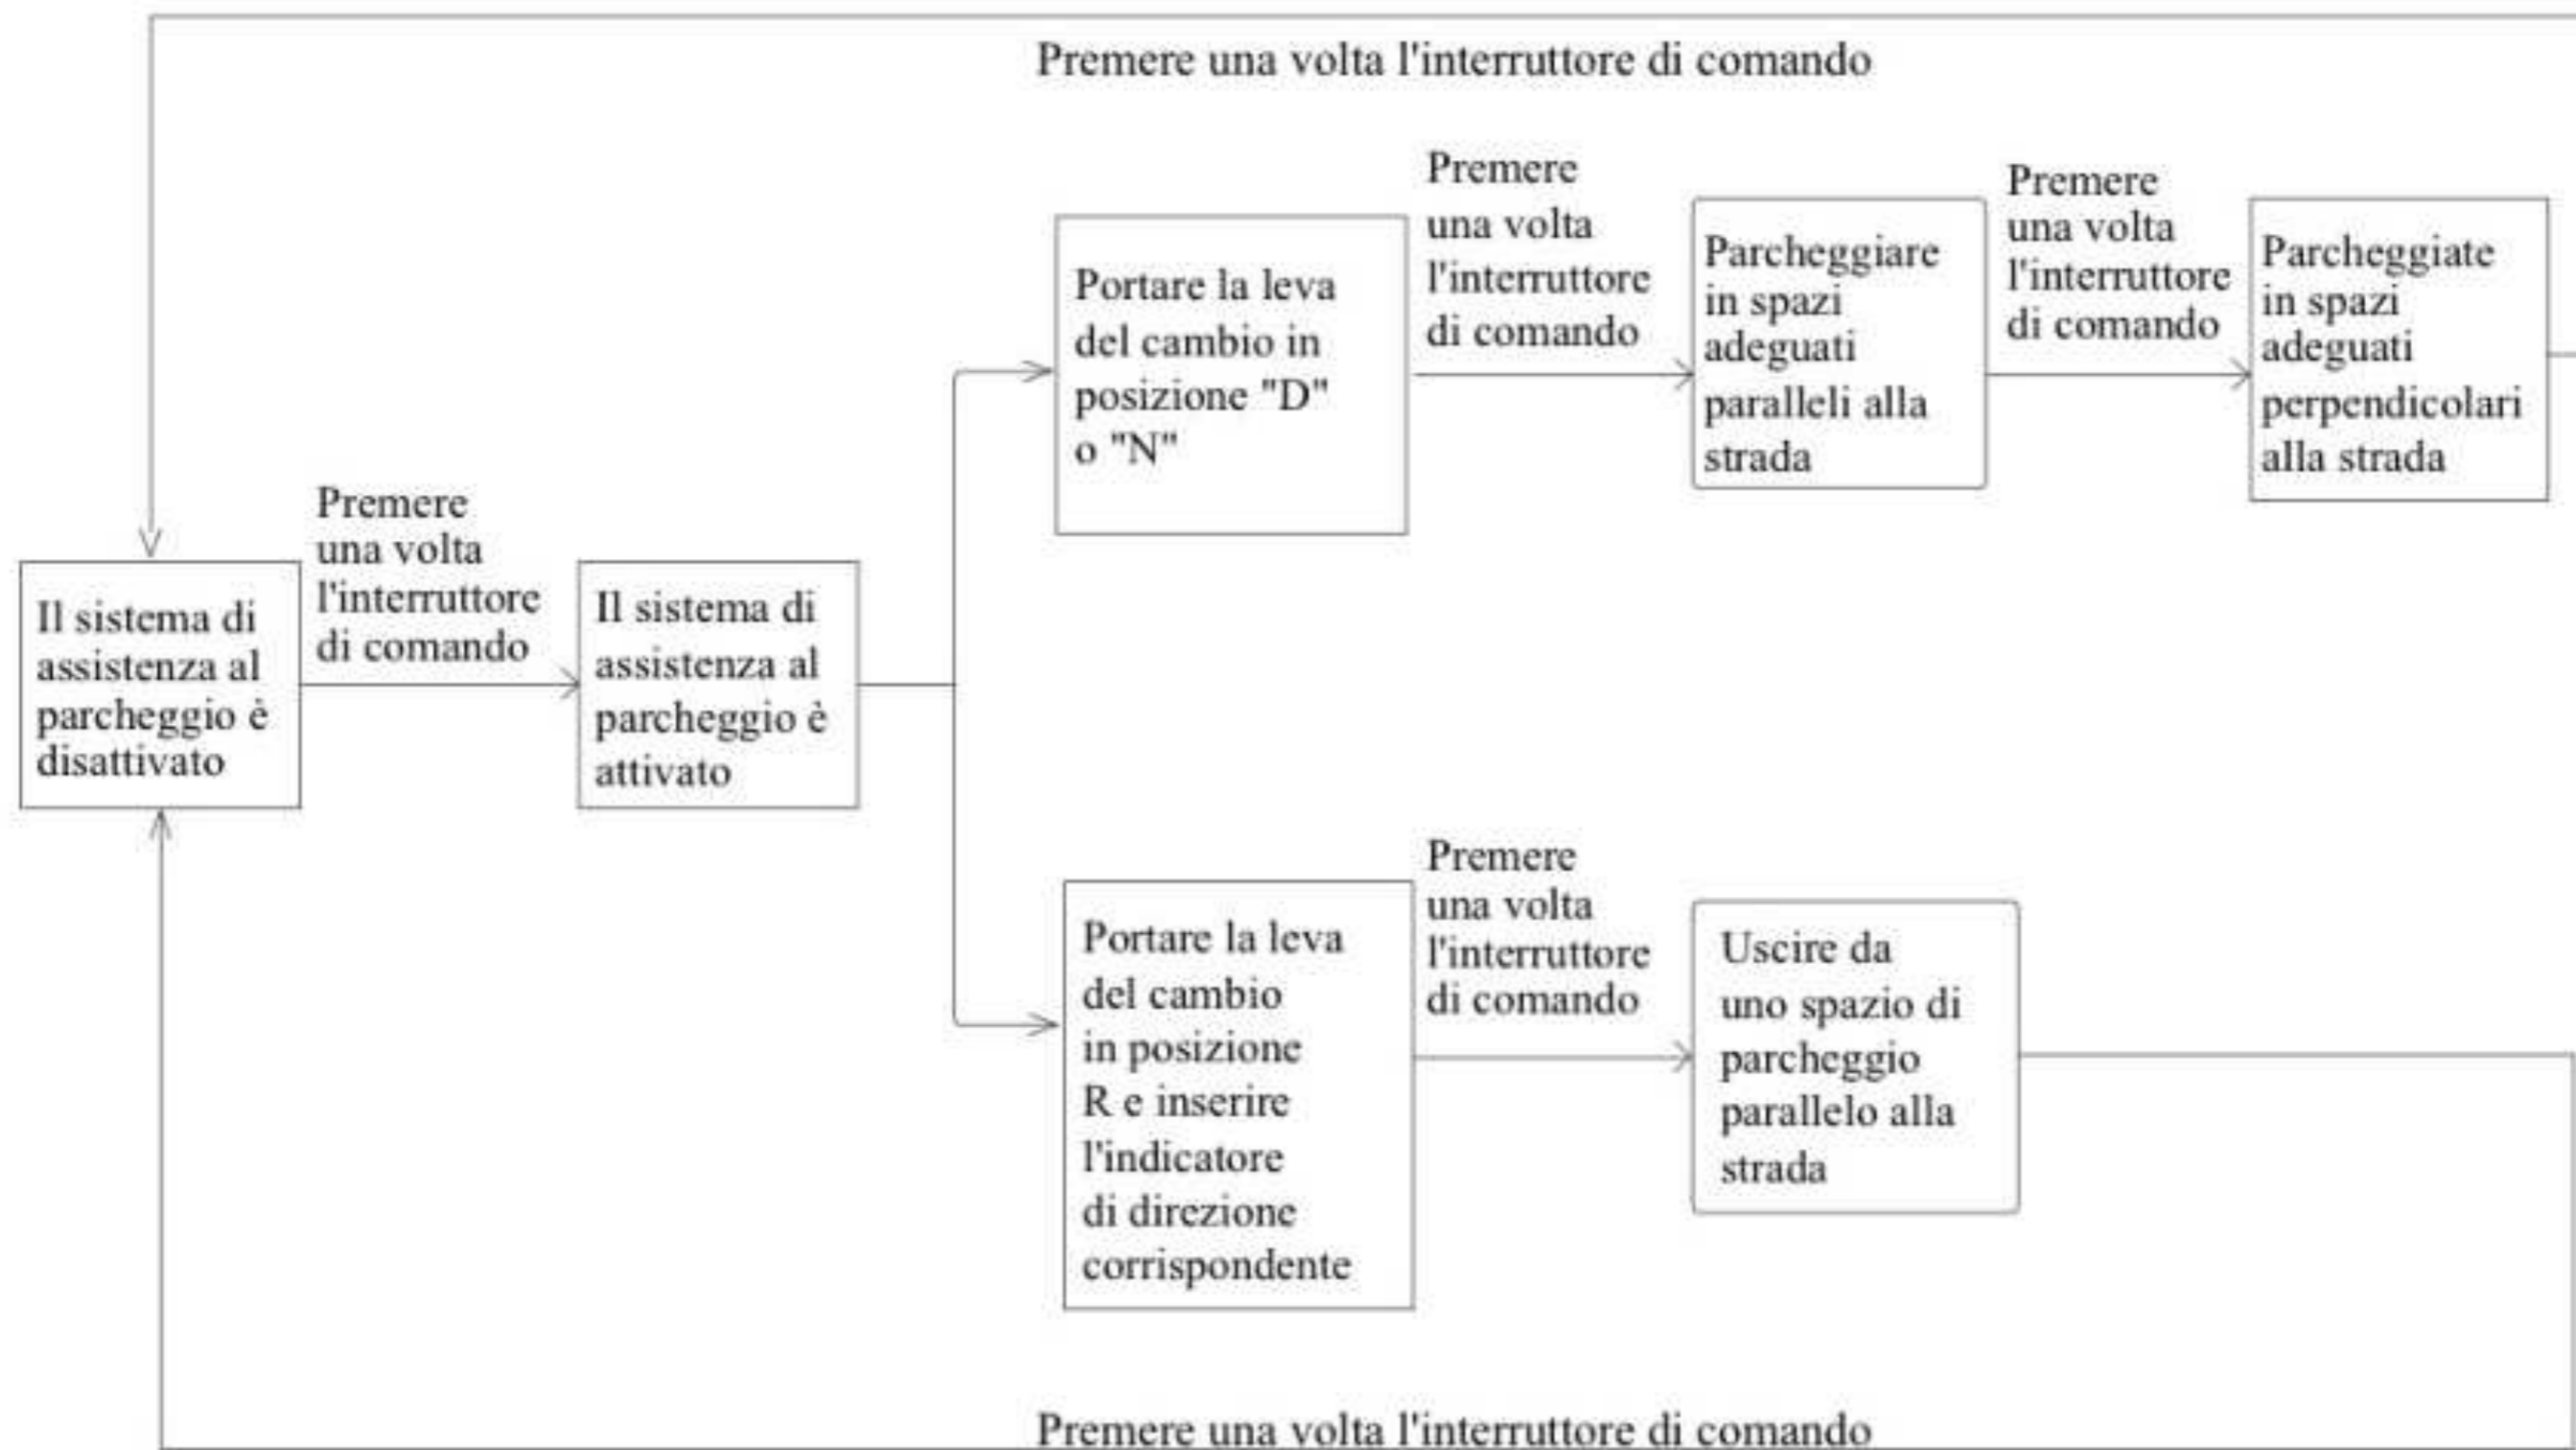 Premere una volta l'interruttore di comando
Il sistema di
assistenza al
parcheggio è
disattivato
Premere
una volta
l'interruttore
di comando
Il sistema di
assistenza al
parcheggio è
attivato
Portare la leva
del cambio in
posizione "D"
o "N"
Premere
una volta
l'interruttore
di comando
Parcheggiare
in spazi
adeguati
paralleli alla
strada
Premere
una volta
l'interruttore
di comando
Parcheggiate
in spazi
adeguati
perpendicolari
alla strada
Portare la leva
del cambio
in posizione
R e inserire
l'indicatore
di direzione
corrispondente
Premere
una volta
l'interruttore
di comando
Uscire da
uno spazio di
parcheggio
parallelo alla
strada
Premere una volta l'interruttore di comando